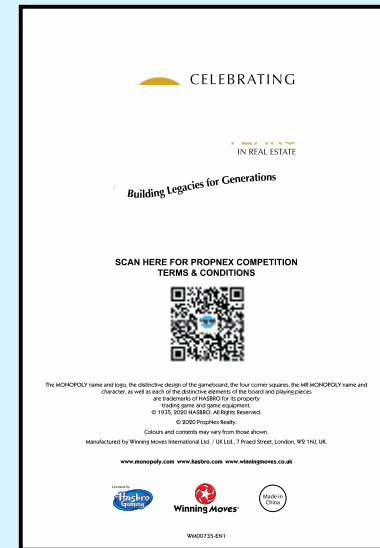 CELEBRATING
IN REAL ESTATE
Building Legacies for Generations
SCAN HERE FOR PROPNEX COMPETITION
TERMS & CONDITIONS
The MONOPOLY name and logo, the distinctive design of the gameboard, the four corner squares, the MR MONOPOLY name and
character, as well as each of the distinctive elements of the board and playing pieces
are trademarks of HASBRO for its property
trading game and game equipment.
© 1935, 2020 HASBRO. All Rights Reserved.
© 2020 PropNex Realty.
Colours and contents may vary from those shown.
Manufactured by Winning Moves International Ltd. / UK Ltd., 7 Praed Street, London, W2 1NJ, UK.
www.monopoly.com www.hasbro.com www.winningmoves.co.uk
Licensed by
Hasbro
Gaming
Winning Moves
Made in
China
WM00735-EN1